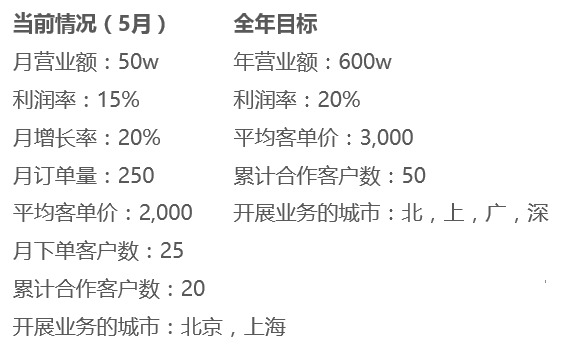 当前情况（5月）
月营业额：50w
利润率：15%
月增长率：20%
月订单量：250
平均客单价：2,000
月下单客户数：25
累计合作客户数：20
开展业务的城市：北京，上海
全年目标
年营业额：600w
利润率：20%
平均客单价：3,000
累计合作客户数：50
开展业务的城市：北，上，广，深